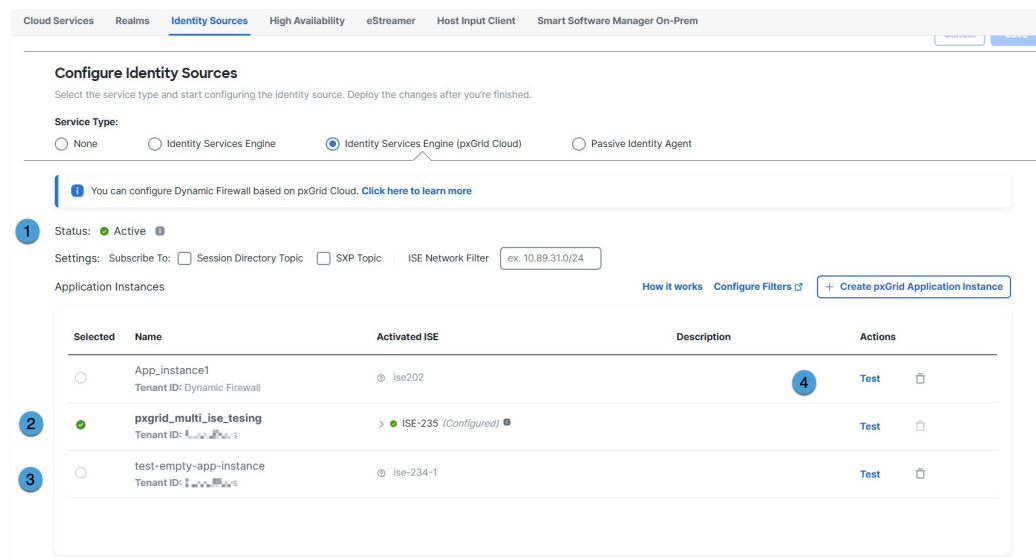 Cloud Services Realms Identity Sources High Availability eStreamer Host Input Client Smart Software Manager On-Prem
Configure Identity Sources
Select the service type and start configuring the identity source. Deploy the changes after you're finished.
Service Type:
None Identity Services Engine Identity Services Engine (pxGrid Cloud) Passive Identity Agent
You can configure Dynamic Firewall based on pxGrid Cloud. Click here to learn more
1 Status: Active
Settings: Subscribe To: Session Directory Topic SXP Topic ISE Network Filter ex. 10.89.31.0/24
Application Instances How it works Configure Filters + Create pxGrid Application Instance
Selected Name Activated ISE Description Actions
App_instance1 ise202 4 Test
Tenant ID: Dynamic Firewall
2 pxgrid_multi_ise_tesing > ISE-235 (Configured) Test
Tenant ID:
3 test-empty-app-instance ise-234-1 Test
Tenant ID: